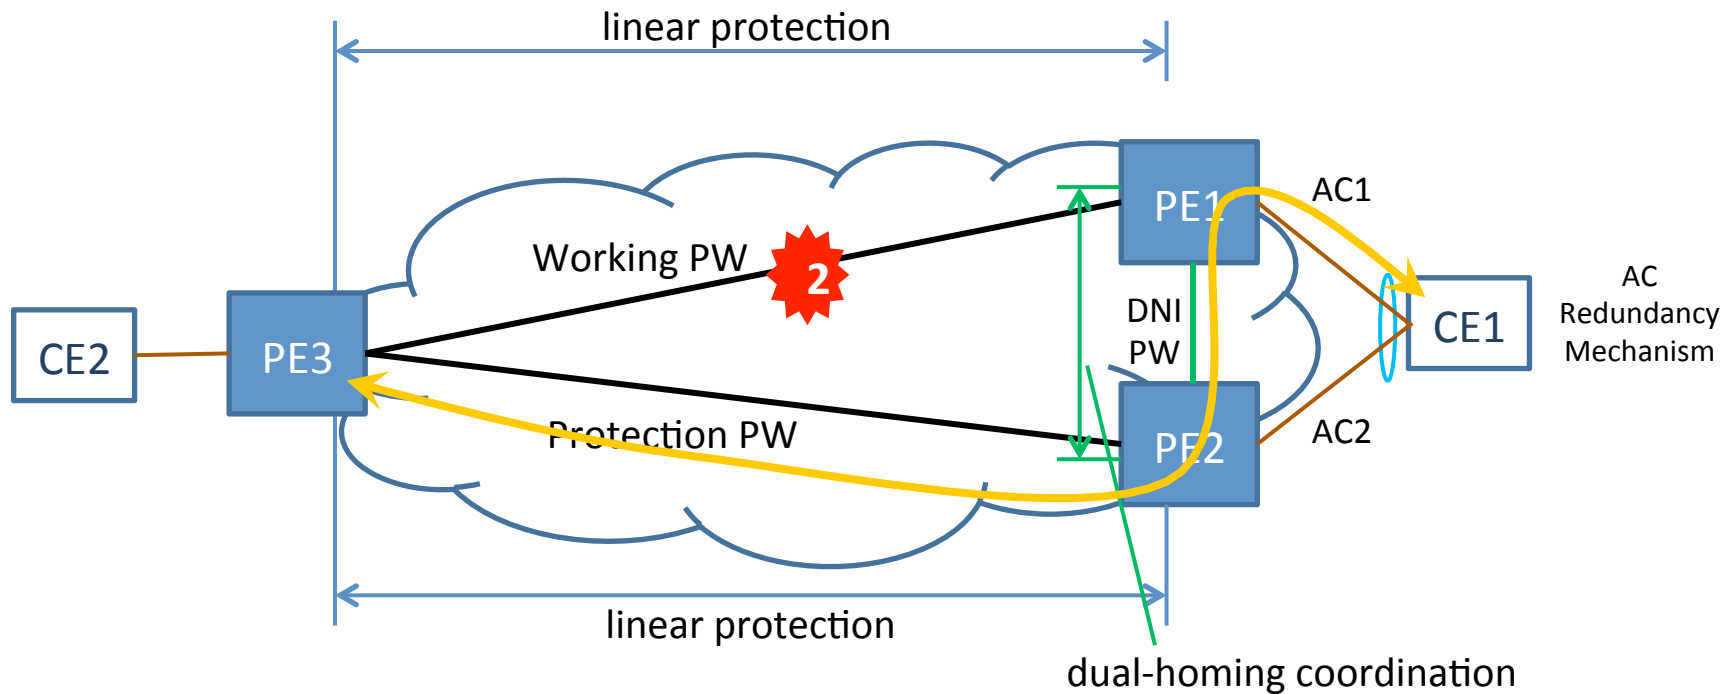 linear protection
PE1
AC1
Working PW
2
DNI
PW
AC
Redundancy
Mechanism
CE2
PE3
CE1
Protection PW
PE2
AC2
linear protection
dual-homing coordination